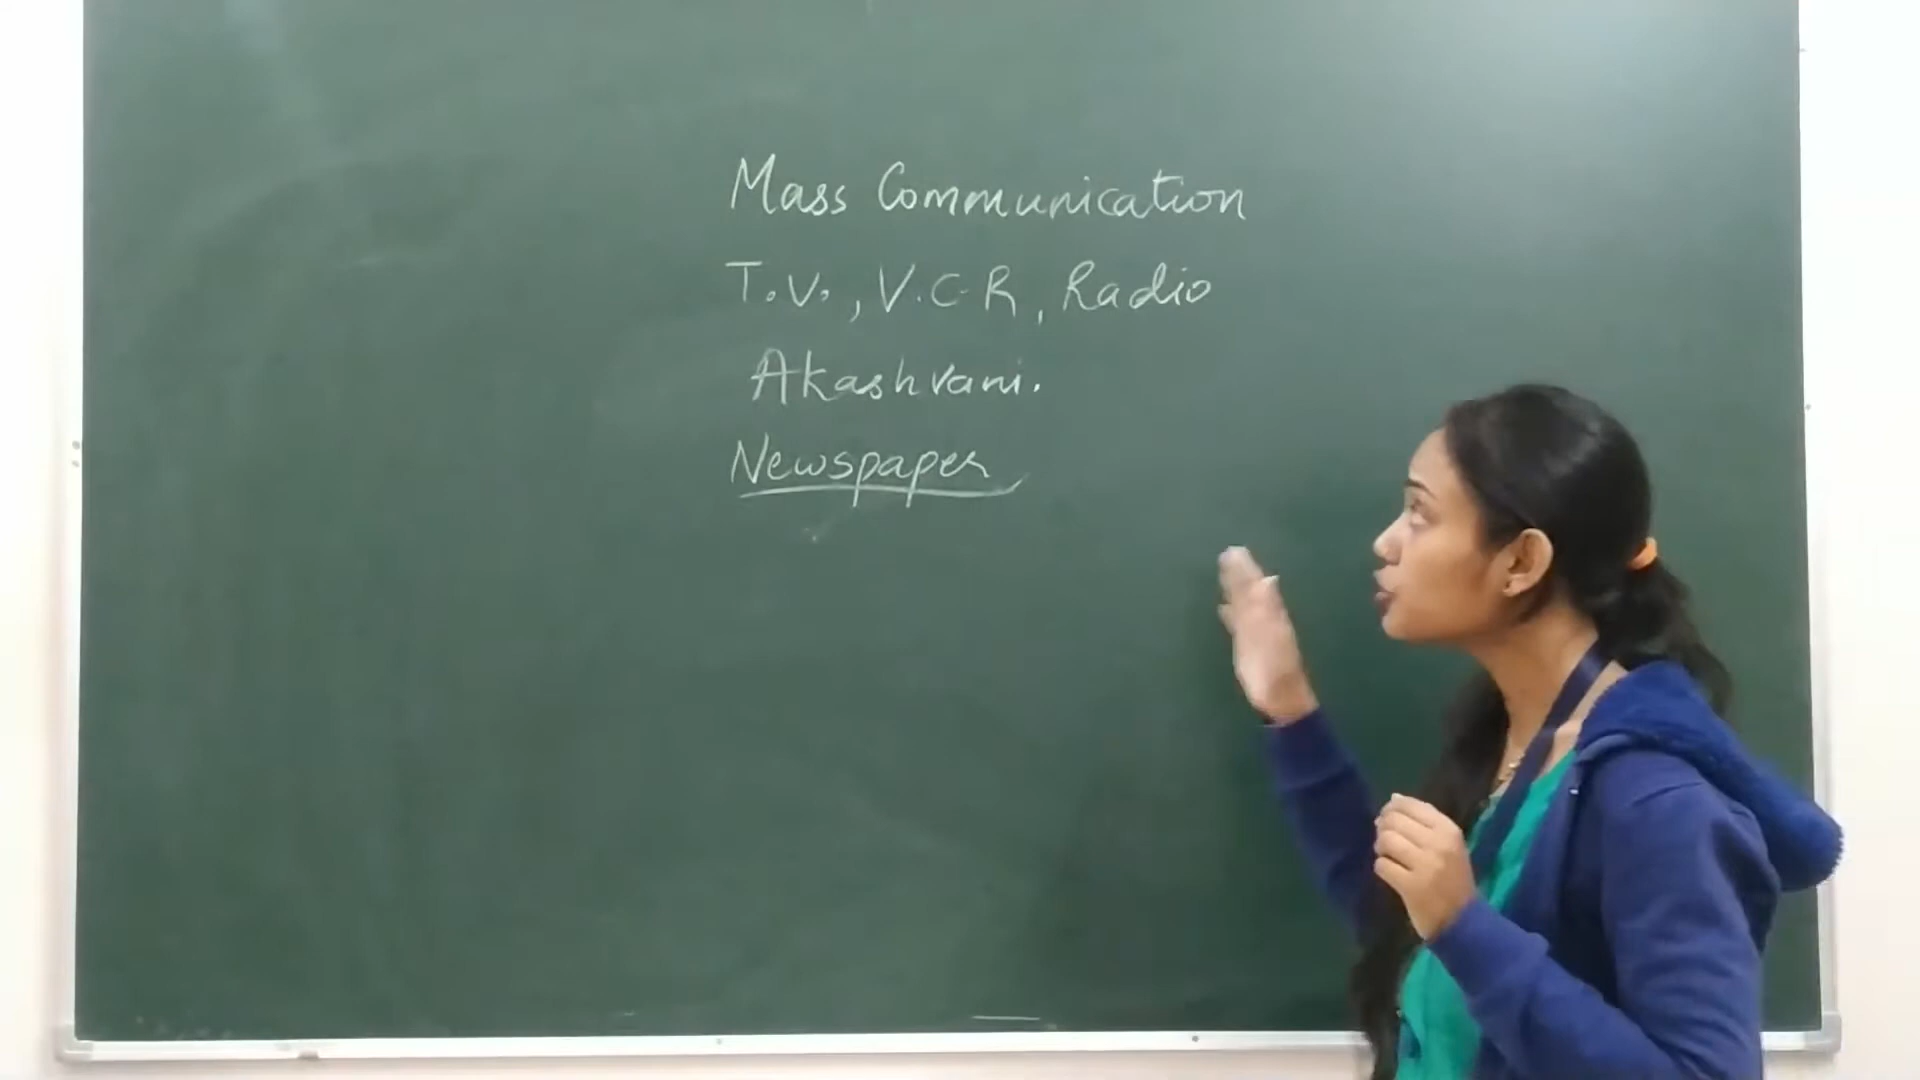 Mass Communication
T.V., V.C.R, Radio
Akashvani.
Newspaper